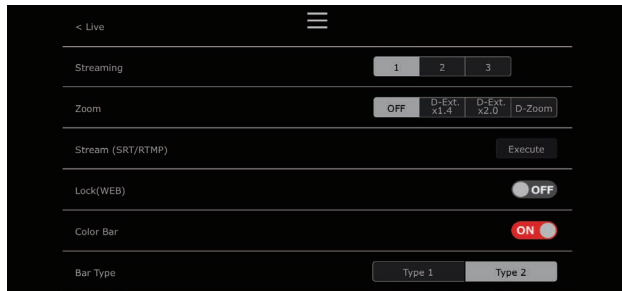 < Live
Streaming 1 2 3
Zoom OFF D-Ext. x1.4 D-Ext. x2.0 D-Zoom
Stream (SRT/RTMP) Execute
Lock(WEB) OFF
Color Bar ON
Bar Type Type 1 Type 2